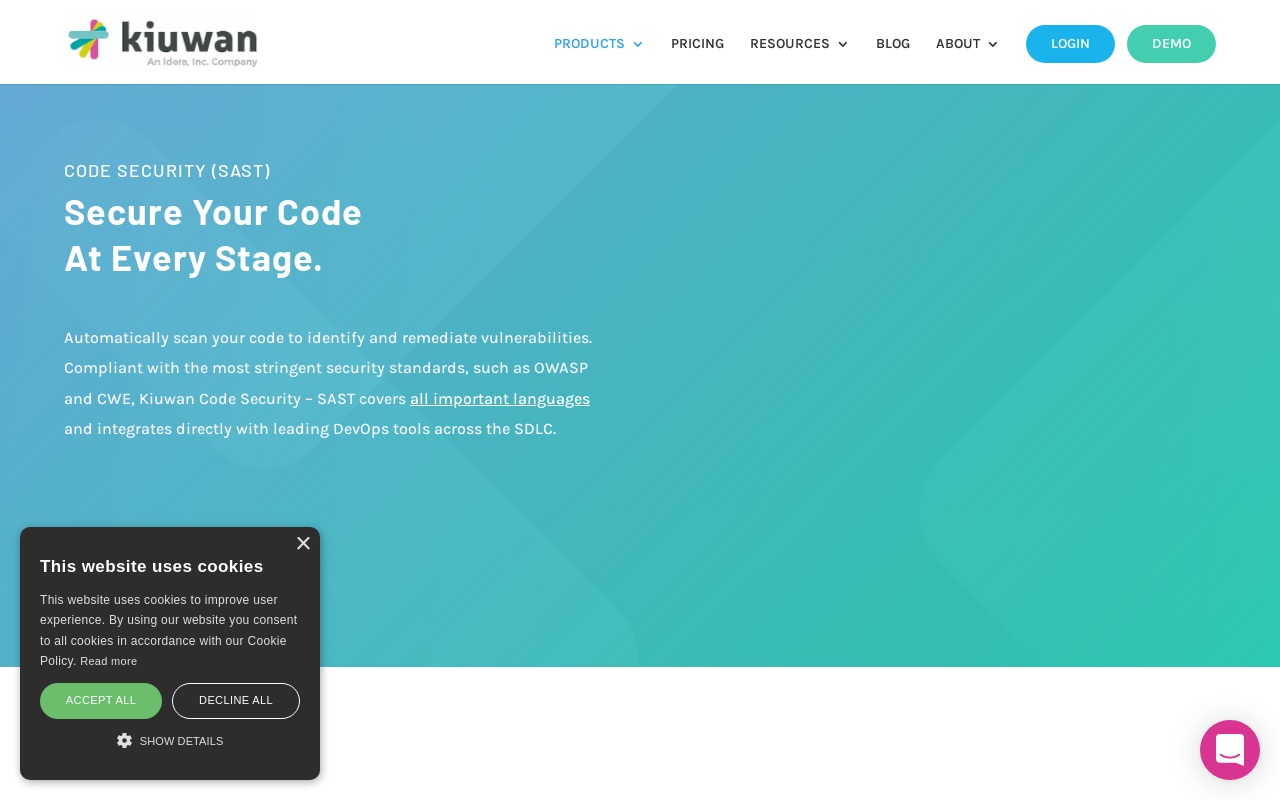 kiuwan
An Idera, Inc. Company
PRODUCTS
PRICING
RESOURCES
BLOG
ABOUT
LOGIN
DEMO
CODE SECURITY (SAST)
Secure Your Code
At Every Stage.
Automatically scan your code to identify and remediate vulnerabilities.
Compliant with the most stringent security standards, such as OWASP
and CWE, Kiuwan Code Security – SAST covers all important languages
and integrates directly with leading DevOps tools across the SDLC.
This website uses cookies
This website uses cookies to improve user
experience. By using our website you consent
to all cookies in accordance with our Cookie
Policy. Read more
ACCEPT ALL
DECLINE ALL
SHOW DETAILS